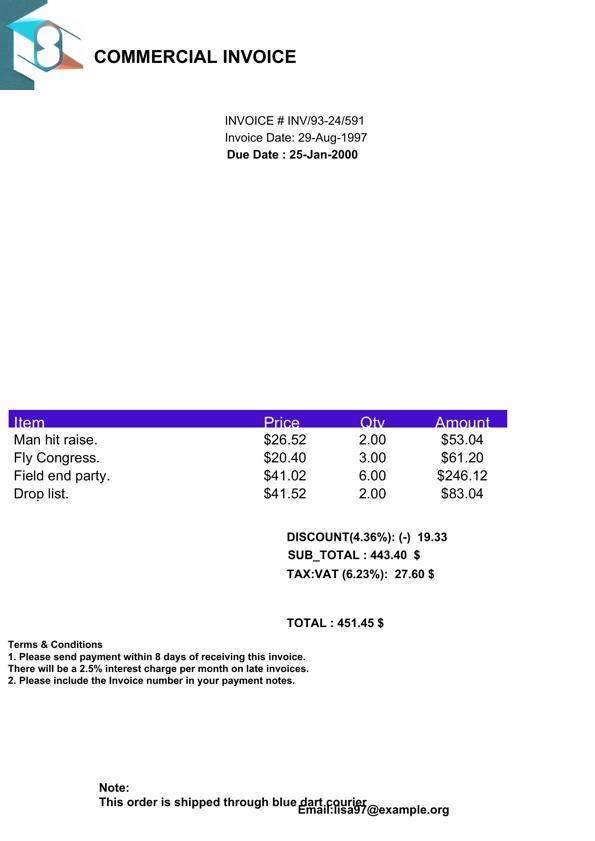 COMMERCIAL INVOICE
INVOICE # INV/93-24/591
Invoice Date: 29-Aug-1997
Due Date : 25-Jan-2000
Item Price Qty Amount
Man hit raise. $26.52 2.00 $53.04
Fly Congress. $20.40 3.00 $61.20
Field end party. $41.02 6.00 $246.12
Drop list. $41.52 2.00 $83.04
DISCOUNT(4.36%): (-) 19.33
SUB_TOTAL : 443.40 $
TAX:VAT (6.23%): 27.60 $
TOTAL : 451.45 $
Terms & Conditions
1. Please send payment within 8 days of receiving this invoice.
There will be a 2.5% interest charge per month on late invoices.
2. Please include the Invoice number in your payment notes.
Note:
This order is shipped through blue dart courier
Email:lisa97@example.org